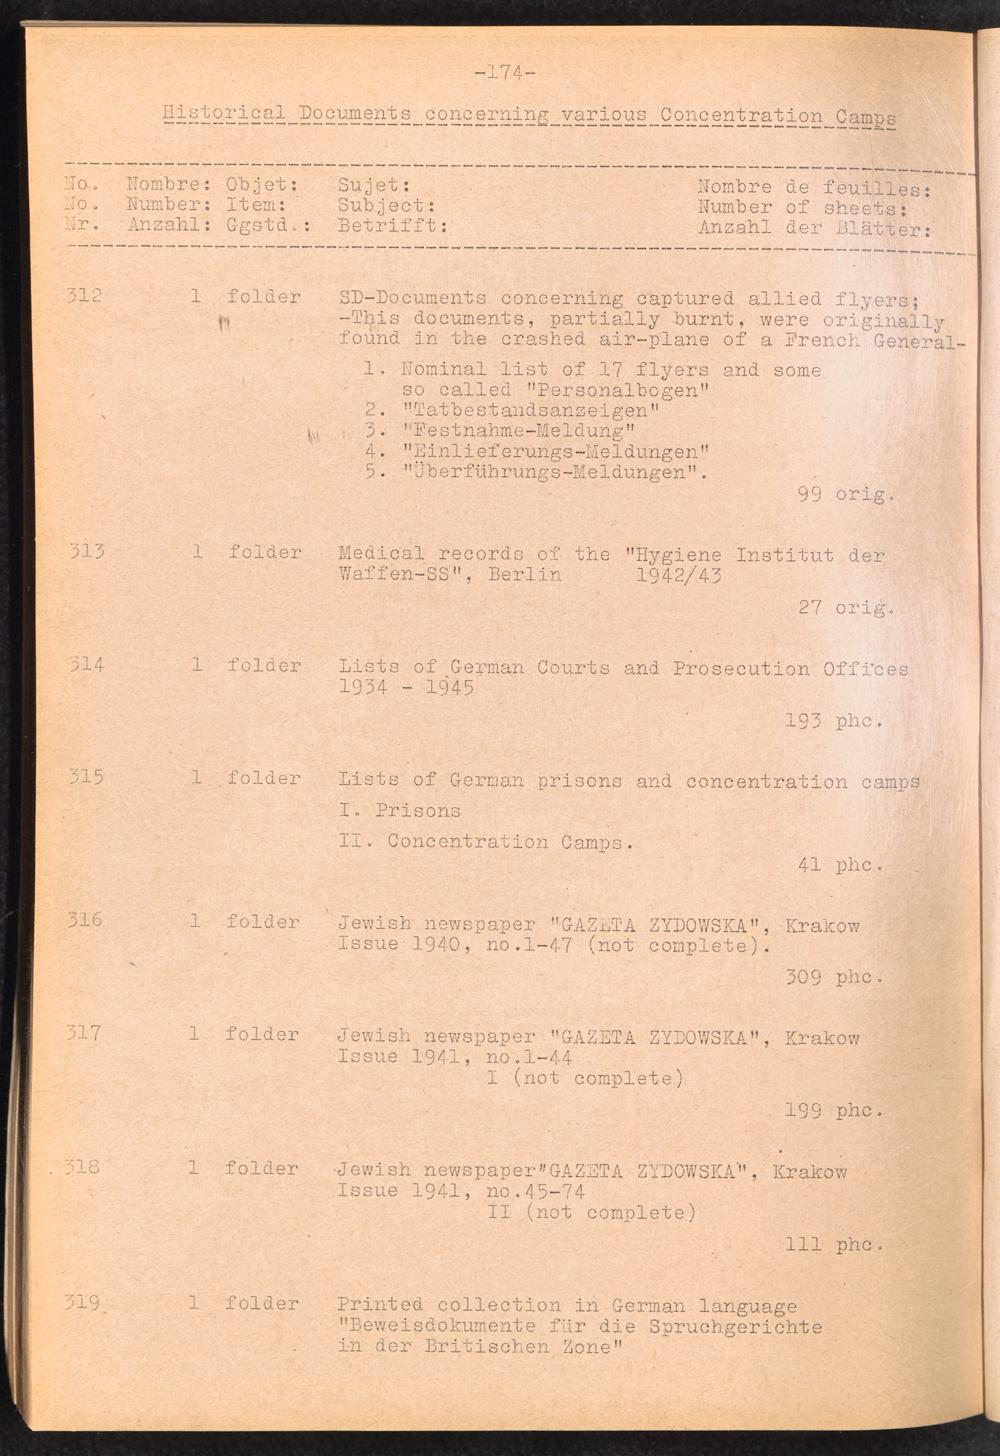 -174-
Historical Documents concerning various Concentration Camps
No. Nombre: Objet: Sujet: Nombre de feuilles:
No. Number: Item: Subject: Number of sheets:
Nr. Anzahl: Ggstd.: Betrifft: Anzahl der Blätter:
312 1 folder SD-Documents concerning captured allied flyers;
-This documents, partially burnt, were originally
found in the crashed air-plane of a French General-
1. Nominal list of 17 flyers and some
so called "Personalbogen"
2. "Tatbestandsanzeigen"
3. "Festnahme-Meldung"
4. "Einlieferungs-Meldungen"
5. "Überführungs-Meldungen".
99 orig.
313 1 folder Medical records of the "Hygiene Institut der
Waffen-SS", Berlin 1942/43
27 orig.
314 1 folder Lists of German Courts and Prosecution Offices
1934 - 1945
193 phc.
315 1 folder Lists of German prisons and concentration camps
I. Prisons
II. Concentration Camps.
41 phc.
316 1 folder Jewish newspaper "GAZETA ZYDOWSKA", Krakow
Issue 1940, no.1-47 (not complete).
309 phc.
317 1 folder Jewish newspaper "GAZETA ZYDOWSKA", Krakow
Issue 1941, no.1-44
I (not complete)
199 phc.
318 1 folder Jewish newspaper"GAZETA ZYDOWSKA", Krakow
Issue 1941, no.45-74
II (not complete)
111 phc.
319 1 folder Printed collection in German language
"Beweisdokumente für die Spruchgerichte
in der Britischen Zone"